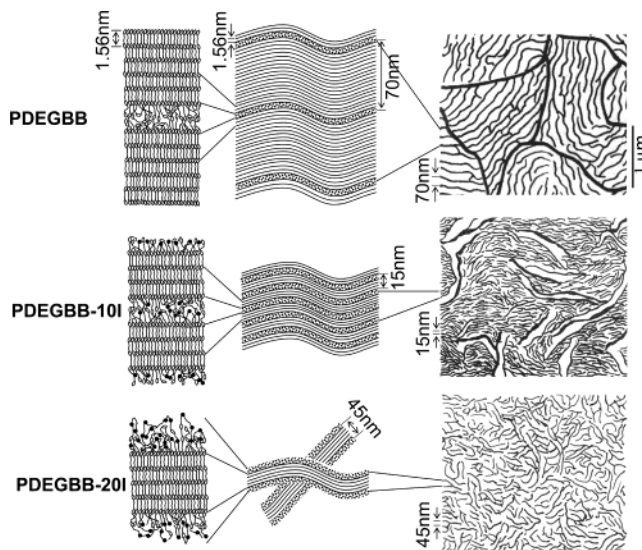 1.56nm
1.56nm
70nm
PDEGBB
70nm
1 μm
PDEGBB-10I
15nm
15nm
PDEGBB-20I
45nm
45nm